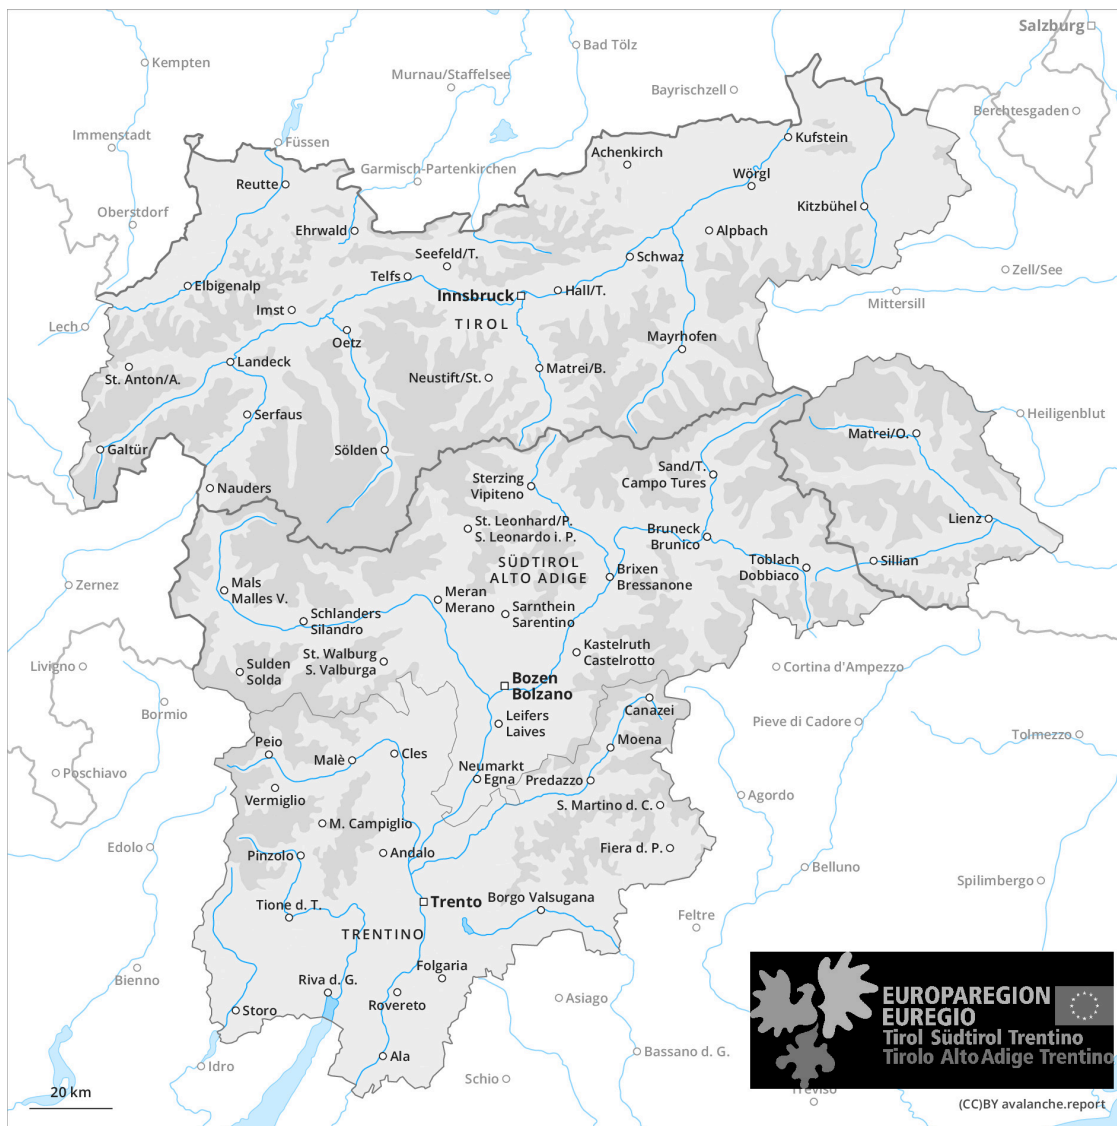 Salzburg
Kempten
Bad Tölz
Murnau/Staffelsee
Bayrischzell
Berchtesgaden
Immenstadt
Füssen
Kufstein
Achenkirch
Garmisch-Partenkirchen
Wörgl
Reutte
Oberstdorf
Kitzbühel
Ehrwald
Alpbach
Seefeld/T.
Schwaz
Telfs
Zell/See
Elbigenalp
Innsbruck
Hall/T.
Mittersill
Imst
TIROL
Lech
Oetz
Mayrhofen
Landeck
Matrei/B.
St. Anton/A.
Neustift/St.
Serfaus
Heiligenblut
Matrei/O.
Galtür
Sölden
Sand/T.
Campo Tures
Sterzing
Vipiteno
Nauders
Lienz
St. Leonhard/P.
S. Leonardo i. P.
Bruneck
Brunico
SÜDTIROL
ALTO ADIGE
Toblach
Dobbiaco
Sillian
Brixen
Bressanone
Zernez
Mals
Malles V.
Meran
Merano
Schlanders
Silandro
Sarnthein
Sarentino
Kastelruth
Castelrotto
St. Walburg
S. Valburga
Livigno
Sulden
Solda
Cortina d'Ampezzo
Bozen
Bolzano
Bormio
Canazei
Leifers
Laives
Pieve di Cadore
Tolmezzo
Peio
Moena
Cles
Malè
Poschiavo
Neumarkt
Egna
Predazzo
Vermiglio
Agordo
S. Martino d. C.
M. Campiglio
Edolo
Pinzolo
Andalo
Fiera d. P.
Belluno
Spilimbergo
Trento
Borgo Valsugana
Tione d. T.
Feltre
TRENTINO
Bienno
Folgaria
Riva d. G.
Rovereto
Asiago
Storo
EUROPAREGION
EUREGIO
Tirol Südtirol Trentino
Tirolo Alto Adige Trentino
Ala
Bassano d. G.
Idro
Schio
Treviso
20 km
(CC)BY avalanche.report